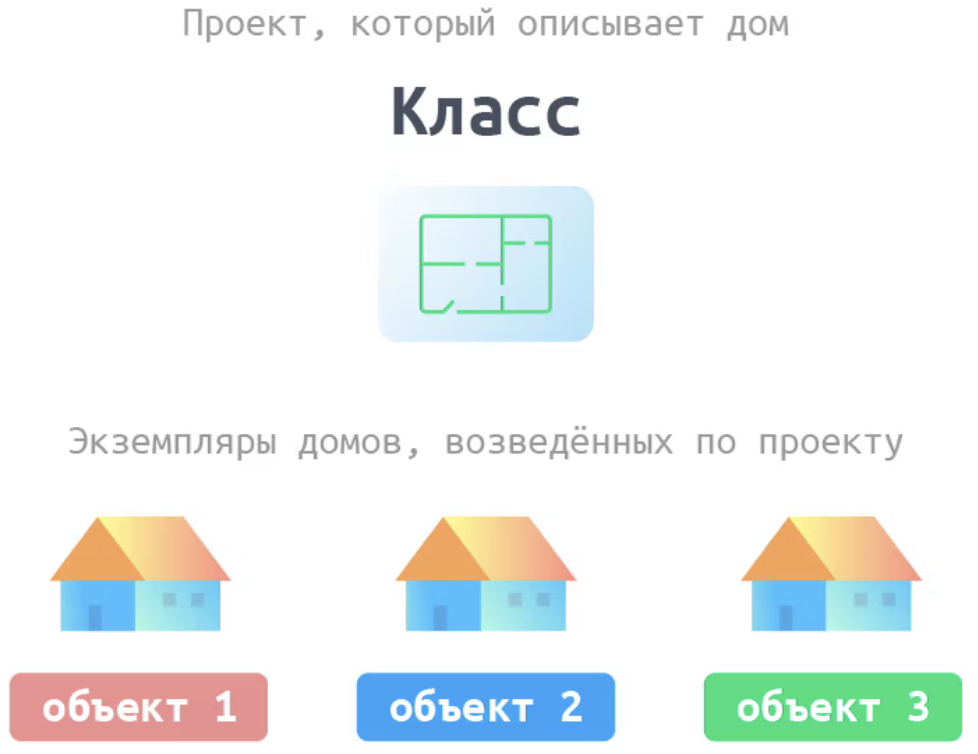 Проект, который описывает дом
Класс
Экземпляры домов, возведённых по проекту
объект 1
объект 2
объект 3